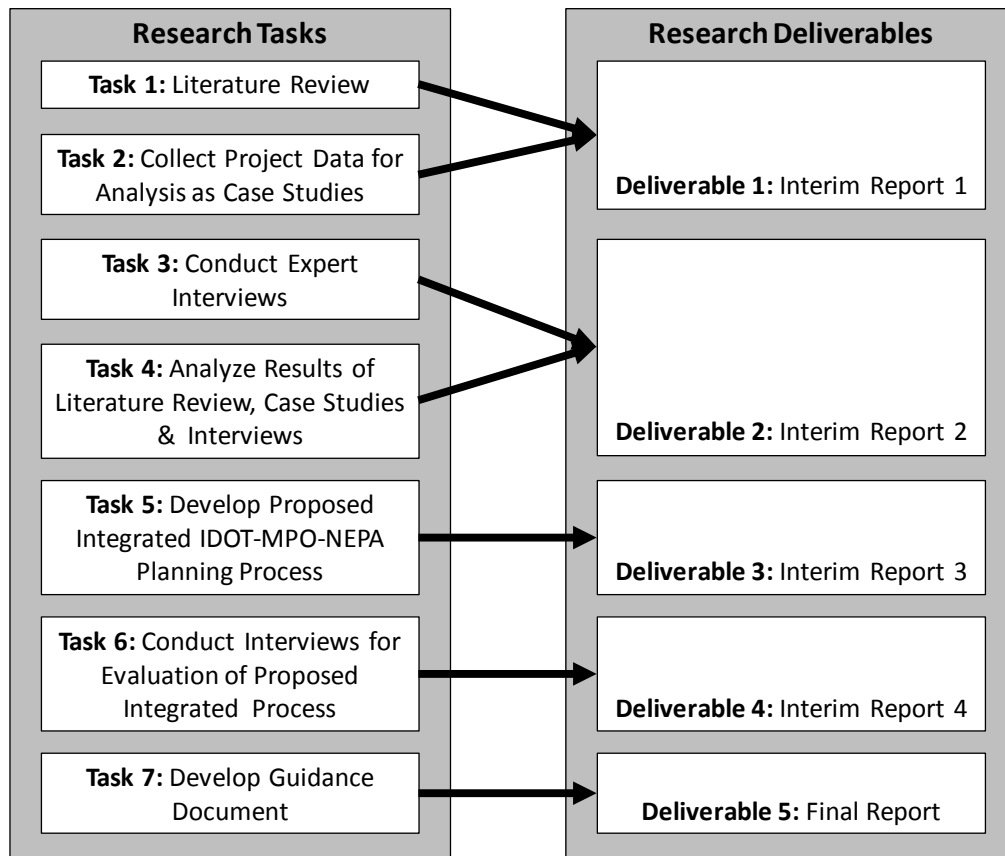 Research Tasks
Task 1: Literature Review
Task 2: Collect Project Data for
Analysis as Case Studies
Task 3: Conduct Expert
Interviews
Task 4: Analyze Results of
Literature Review, Case Studies
& Interviews
Task 5: Develop Proposed
Integrated IDOT-MPO-NEPA
Planning Process
Task 6: Conduct Interviews for
Evaluation of Proposed
Integrated Process
Task 7: Develop Guidance
Document
Research Deliverables
Deliverable 1: Interim Report 1
Deliverable 2: Interim Report 2
Deliverable 3: Interim Report 3
Deliverable 4: Interim Report 4
Deliverable 5: Final Report